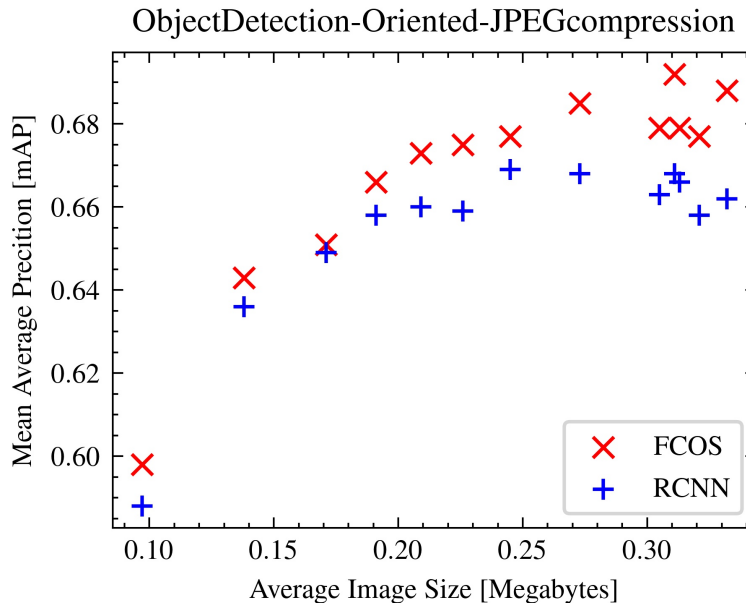 ObjectDetection-Oriented-JPEGcompression
Mean Average Precition [mAP]
0.68
0.66
0.64
0.62
0.60
FCOS
RCNN
0.10 0.15 0.20 0.25 0.30
Average Image Size [Megabytes]